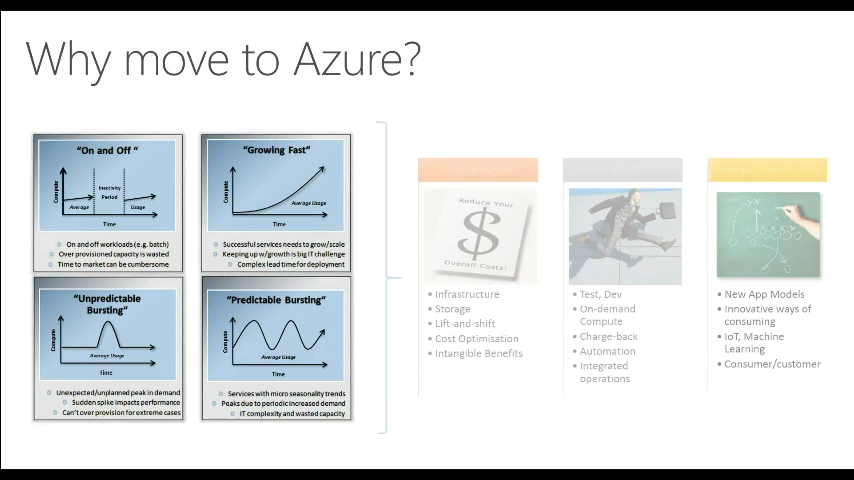 Why move to Azure?
"On and Off "
Compute
Inactivity
Period
Average
Usage
Time
On and off workloads (e.g. batch)
Over provisioned capacity is wasted
Time to market can be cumbersome
"Growing Fast"
Compute
Average Usage
Time
Successful services needs to grow/scale
Keeping up w/growth is big IT challenge
Complex lead time for deployment
"Unpredictable
Bursting"
Compute
Average Usage
Time
Unexpected/unplanned peak in demand
Sudden spike impacts performance
Can't over provision for extreme cases
"Predictable Bursting"
Compute
Average Usage
Time
Services with micro seasonality trends
Peaks due to periodic increased demand
IT complexity and wasted capacity
Reduce Your
$
Overall Costs!
• Infrastructure
• Storage
• Lift-and-shift
• Cost Optimisation
• Intangible Benefits
• Test, Dev
• On-demand
Compute
• Charge-back
• Automation
• Integrated
operations
• New App Models
• Innovative ways of
consuming
• IoT, Machine
Learning
• Consumer/customer